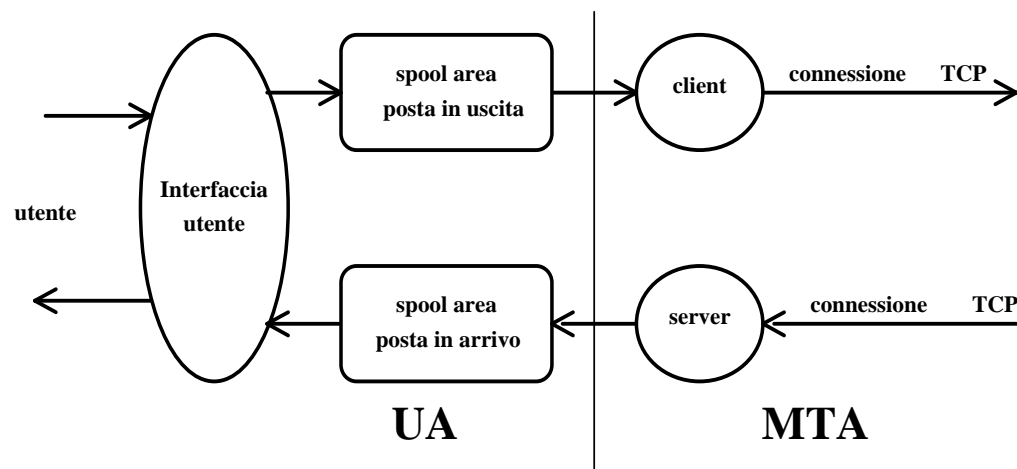 spool area
posta in uscita
client
connessione TCP
Interfaccia
utente
utente
spool area
posta in arrivo
server
connessione TCP
UA
MTA